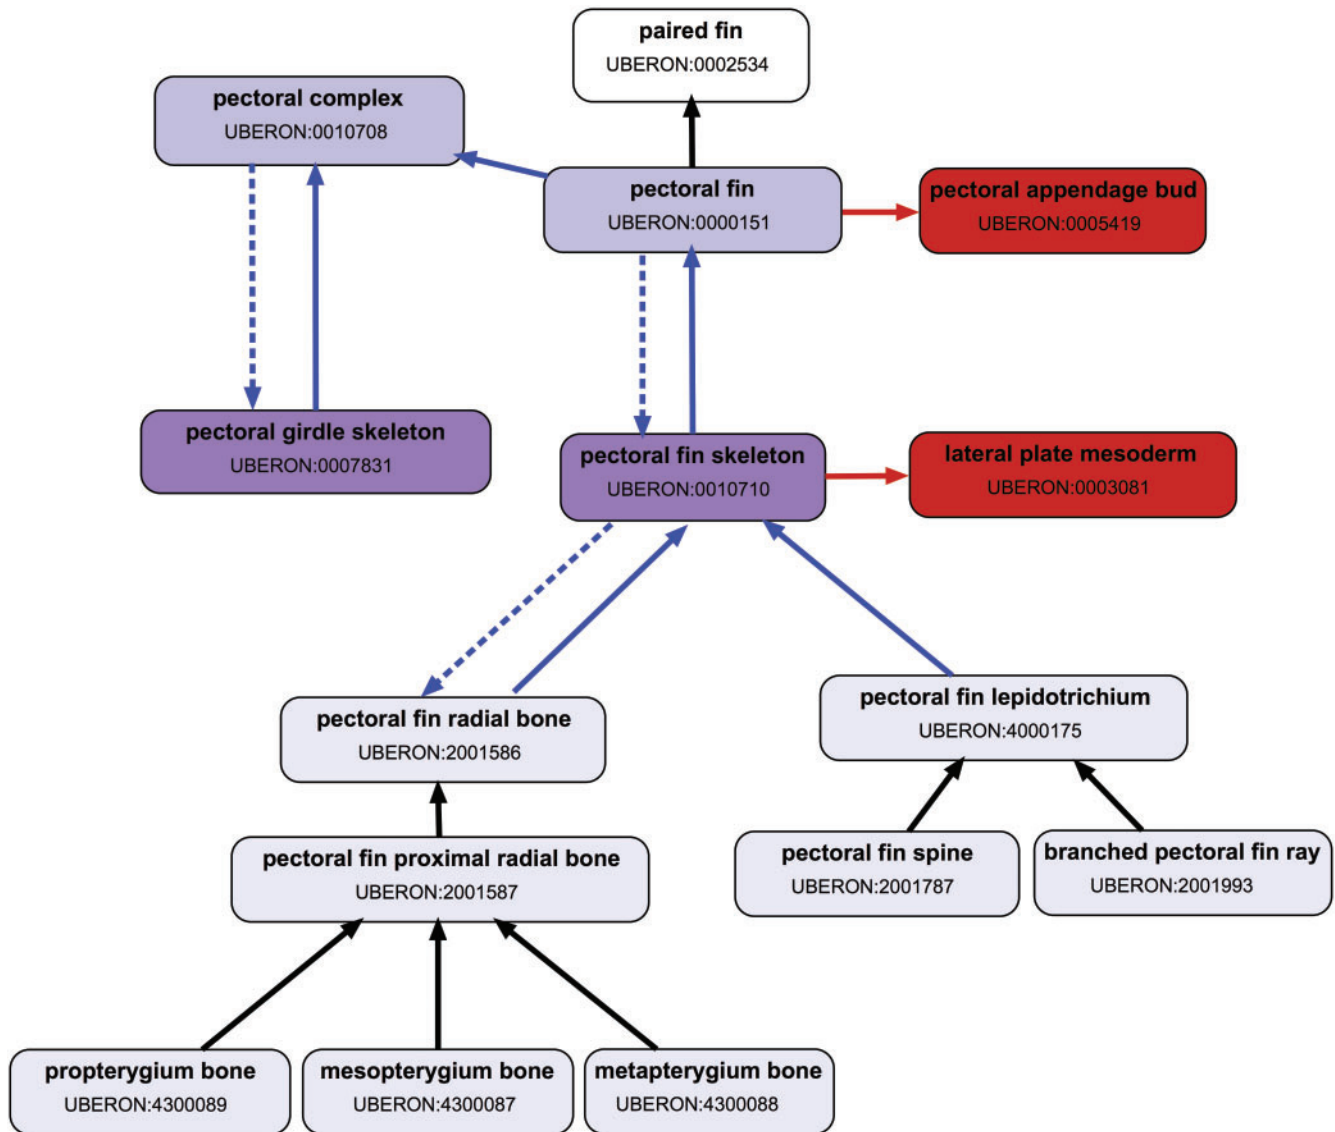 paired fin
UBERON:0002534
pectoral complex
UBERON:0010708
pectoral fin
UBERON:0000151
pectoral appendage bud
UBERON:0005419
pectoral girdle skeleton
UBERON:0007831
pectoral fin skeleton
UBERON:0010710
lateral plate mesoderm
UBERON:0003081
pectoral fin radial bone
UBERON:2001586
pectoral fin lepidotrichium
UBERON:4000175
pectoral fin proximal radial bone
UBERON:2001587
pectoral fin spine
UBERON:2001787
branched pectoral fin ray
UBERON:2001993
propterygium bone
UBERON:4300089
mesopterygium bone
UBERON:4300087
metapterygium bone
UBERON:4300088